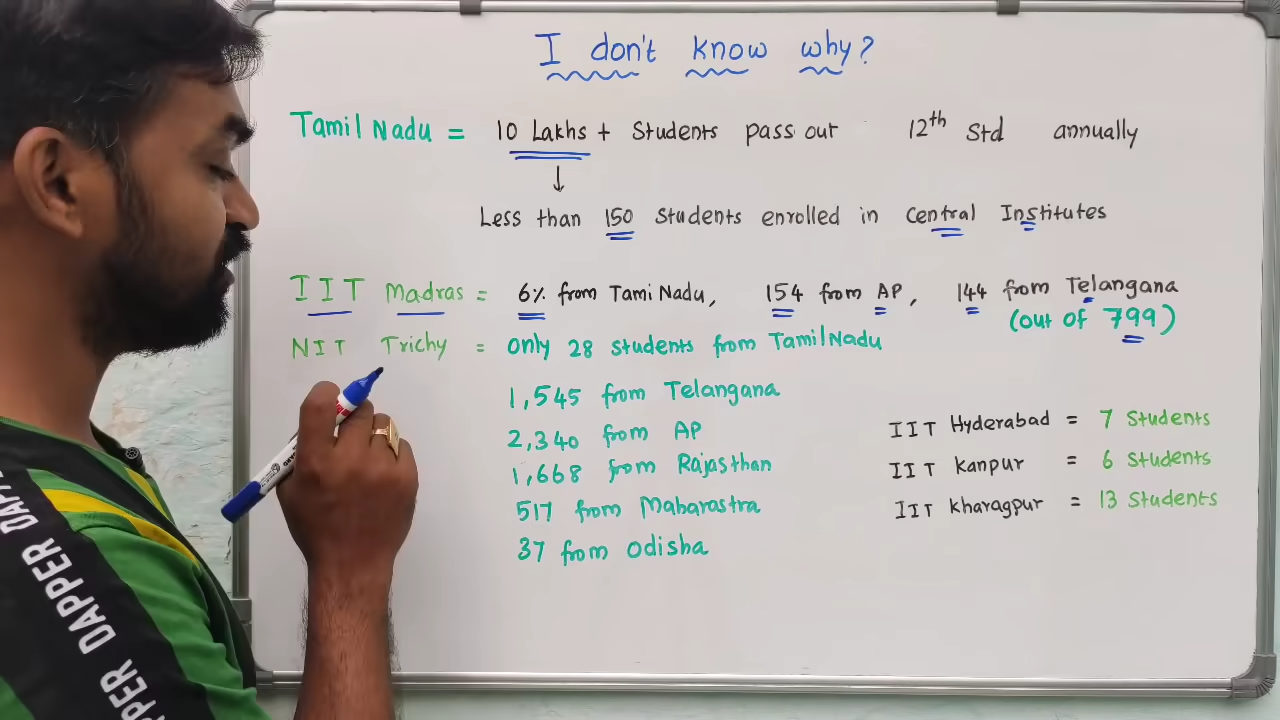 I don't know why?
Tamil Nadu = 10 Lakhs + Students pass out 12th Std annually
↓
Less than 150 Students enrolled in Central Institutes
IIT Madras = 6% from Tami Nadu, 154 from AP, 144 from Telangana
(out of 799)
NIT Trichy = only 28 students from TamilNadu
1,545 from Telangana
2,340 from AP
1,668 from Rajasthan
517 from Maharastra
37 from Odisha
IIT Hyderabad = 7 Students
IIT Kanpur = 6 Students
IIT Kharagpur = 13 Students
DAPPER DAPPER DAPPER